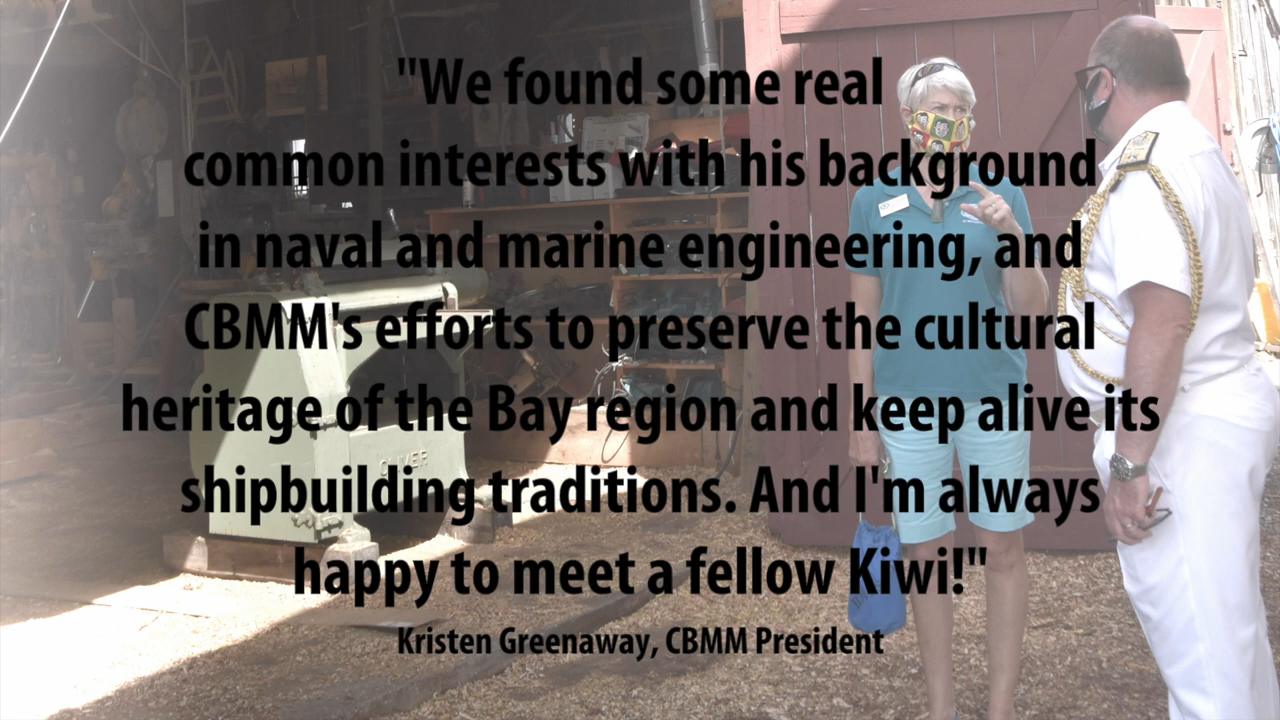 "We found some real
common interests with his background
in naval and marine engineering, and
CBMM's efforts to preserve the cultural
heritage of the Bay region and keep alive its
shipbuilding traditions. And I'm always
happy to meet a fellow Kiwi!"
Kristen Greenaway, CBMM President
OLIVER